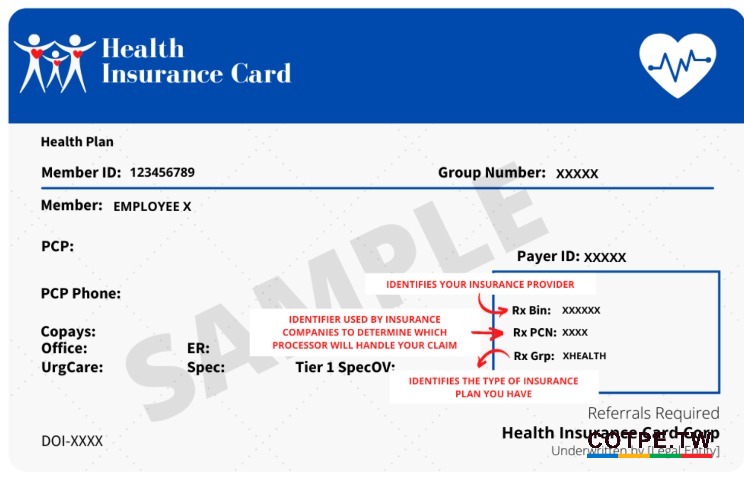 Health
Insurance Card
Health Plan
Member ID: 123456789
Group Number: XXXXX
Member: EMPLOYEE X
SAMPLE
PCP:
Payer ID: XXXXX
IDENTIFIES YOUR INSURANCE PROVIDER
PCP Phone:
Rx Bin: XXXXXX
IDENTIFIER USED BY INSURANCE
COMPANIES TO DETERMINE WHICH
PROCESSOR WILL HANDLE YOUR CLAIM
Rx PCN: XXXX
Copays:
Office: ER:
Rx Grp: XHEALTH
UrgCare: Spec: Tier 1 SpecOV:
IDENTIFIES THE TYPE OF INSURANCE
PLAN YOU HAVE
Referrals Required
Health Insurance Card Corp
COTPE.TW
DOI-XXXX
Underwritten by [Legal Entity]